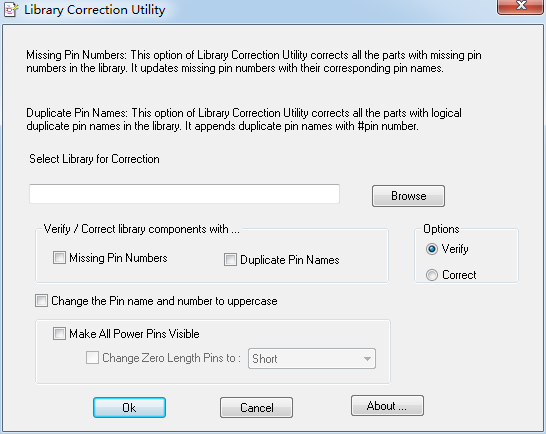 Library Correction Utility
Missing Pin Numbers: This option of Library Correction Utility corrects all the parts with missing pin
numbers in the library. It updates missing pin numbers with their corresponding pin names.
Duplicate Pin Names: This option of Library Correction Utility corrects all the parts with logical
duplicate pin names in the library. It appends duplicate pin names with #pin number.
Select Library for Correction
Browse
Verify / Correct library components with ...
Options
Missing Pin Numbers
Duplicate Pin Names
Verify
Correct
Change the Pin name and number to uppercase
Make All Power Pins Visible
Change Zero Length Pins to :
Short
Ok
Cancel
About ...